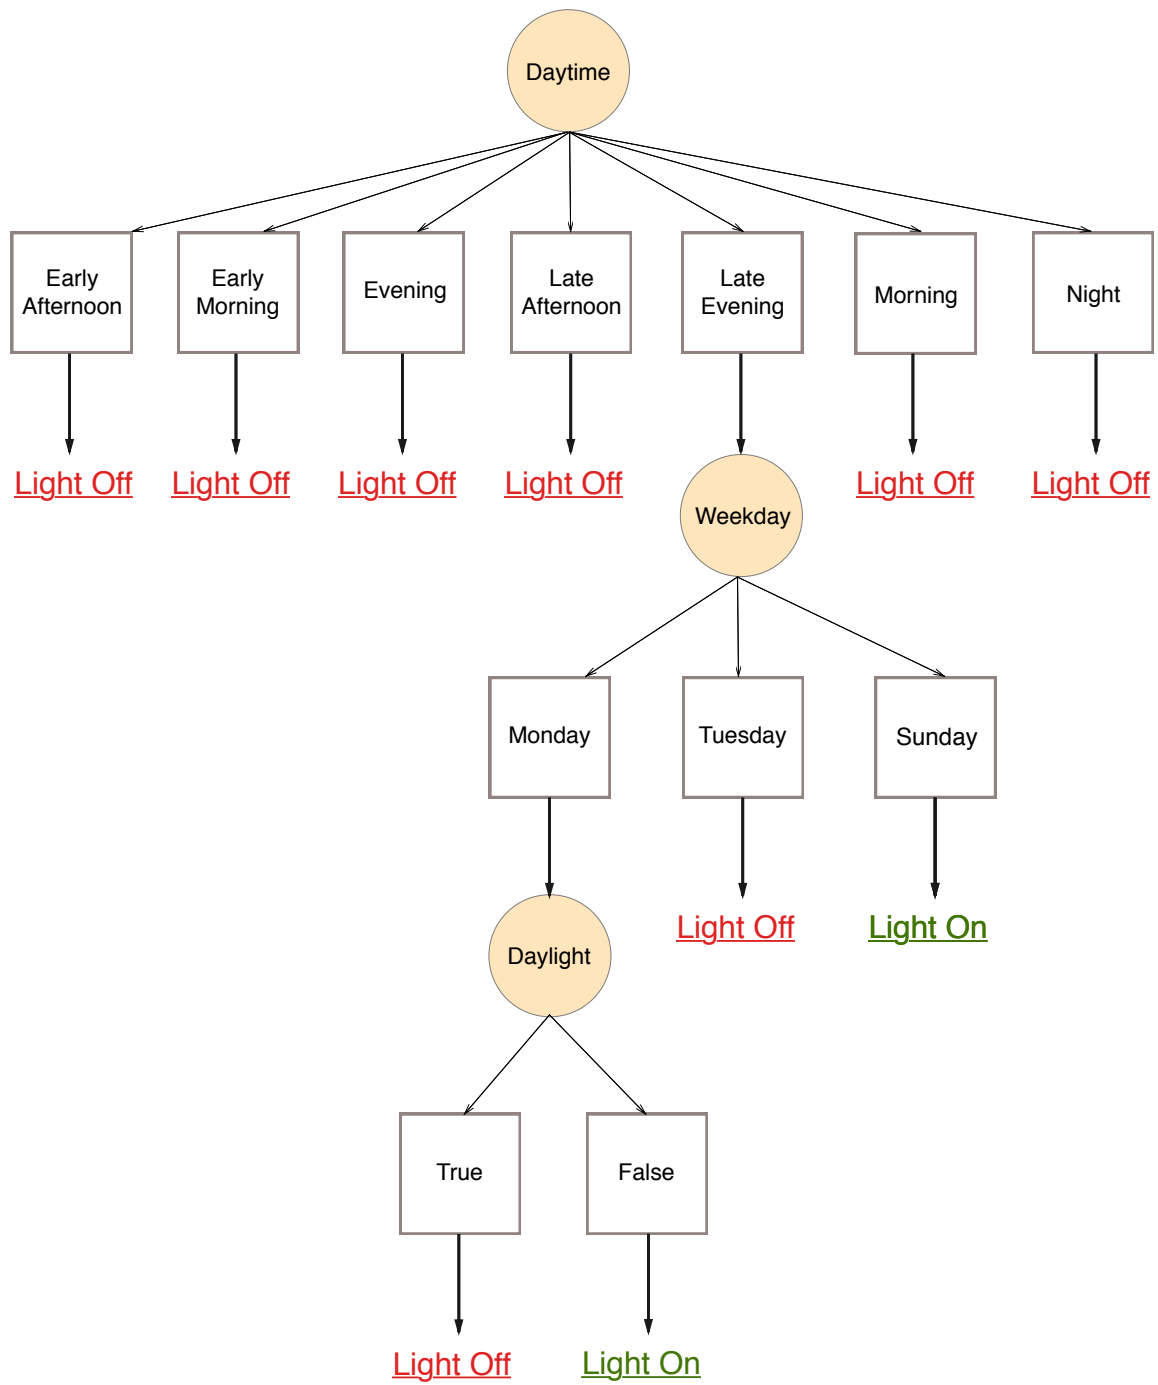 Daytime
Early
Afternoon
Early
Morning
Evening
Late
Afternoon
Late
Evening
Morning
Night
Light Off
Light Off
Light Off
Light Off
Light Off
Light Off
Weekday
Monday
Tuesday
Sunday
Light Off
Light On
Daylight
True
False
Light Off
Light On